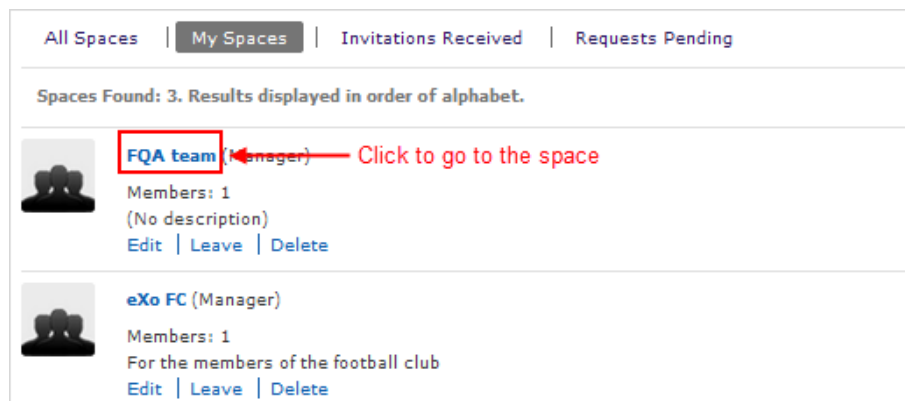 All Spaces | My Spaces | Invitations Received | Requests Pending
Spaces Found: 3. Results displayed in order of alphabet.
FQA team (Manager) Click to go to the space
Members: 1
(No description)
Edit | Leave | Delete
eXo FC (Manager)
Members: 1
For the members of the football club
Edit | Leave | Delete